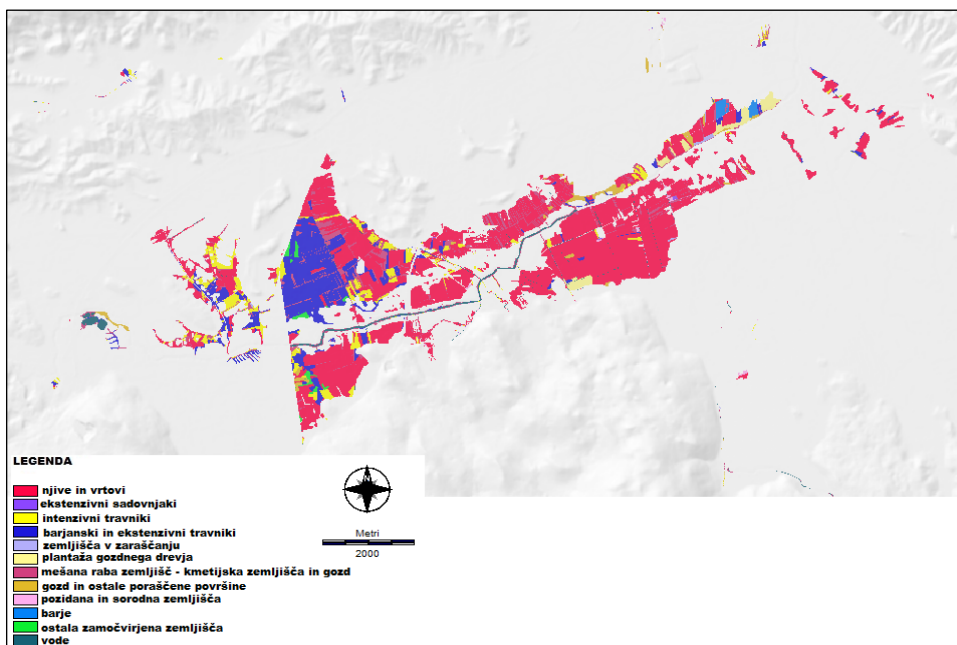 LEGENDA
njive in vrtovi
ekstenzivni sadovnjaki
intenzivni travniki
barjanski in ekstenzivni travniki
zemljišča v zaraščanju
plantaža gozdnega drevja
mešana raba zemljišč - kmetijska zemljišča in gozd
gozd in ostale poraščene površine
pozidana in sorodna zemljišča
barje
ostala zamočvirjena zemljišča
vode
Metri
2000